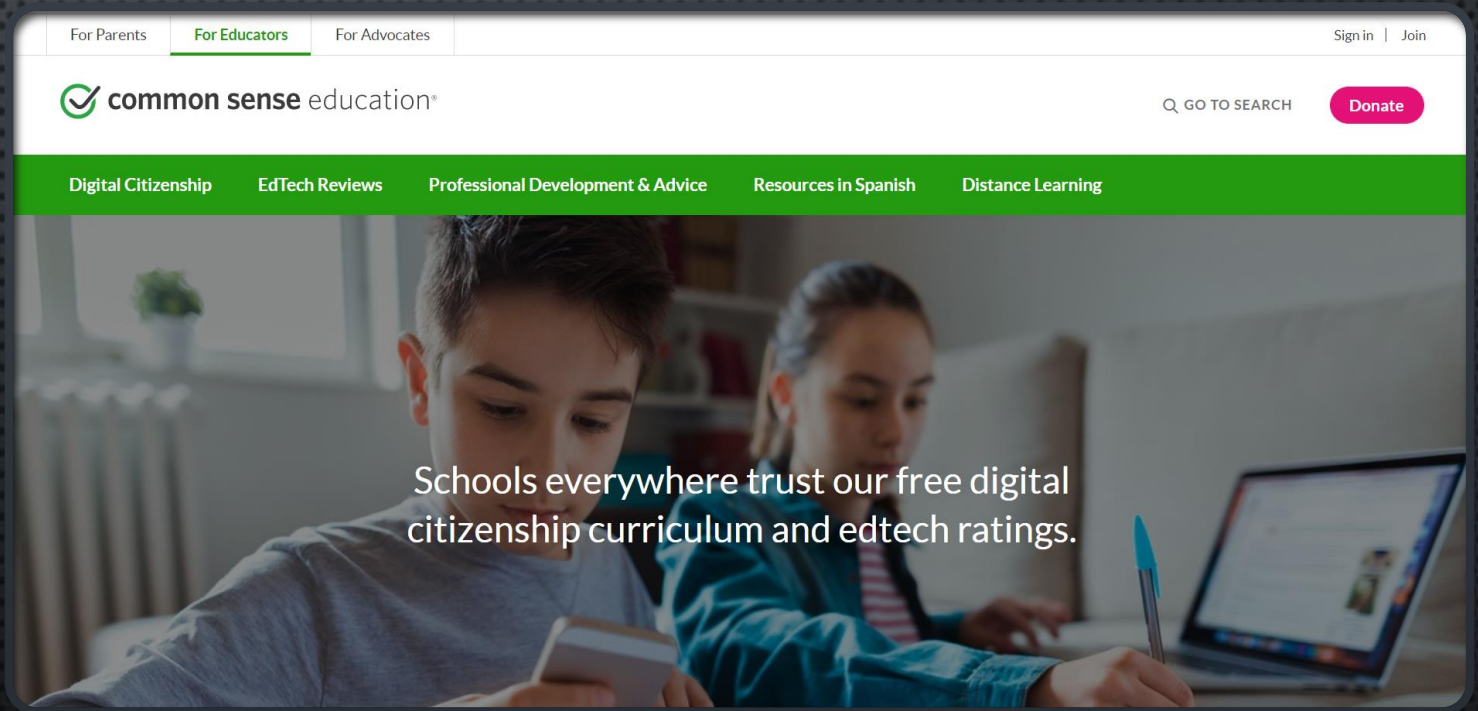 For Parents For Educators For Advocates Sign in | Join
common sense education®
GO TO SEARCH Donate
Digital Citizenship EdTech Reviews Professional Development & Advice Resources in Spanish Distance Learning
Schools everywhere trust our free digital
citizenship curriculum and edtech ratings.